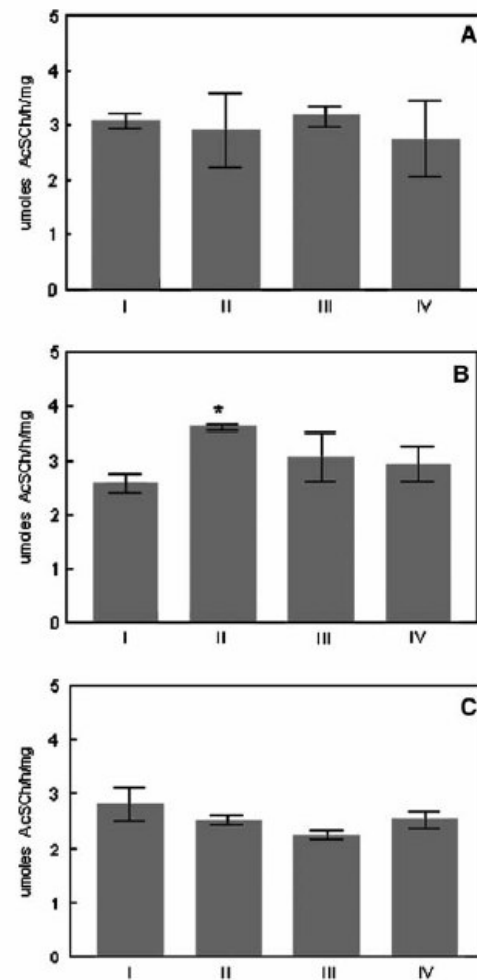 A
5
4
3
2
1
0
umoles AcSCh/h/mg
I II III IV
B
5
4
3
2
1
0
umoles AcSCh/h/mg
*
I II III IV
C
5
4
3
2
1
0
umoles AcSCh/h/mg
I II III IV